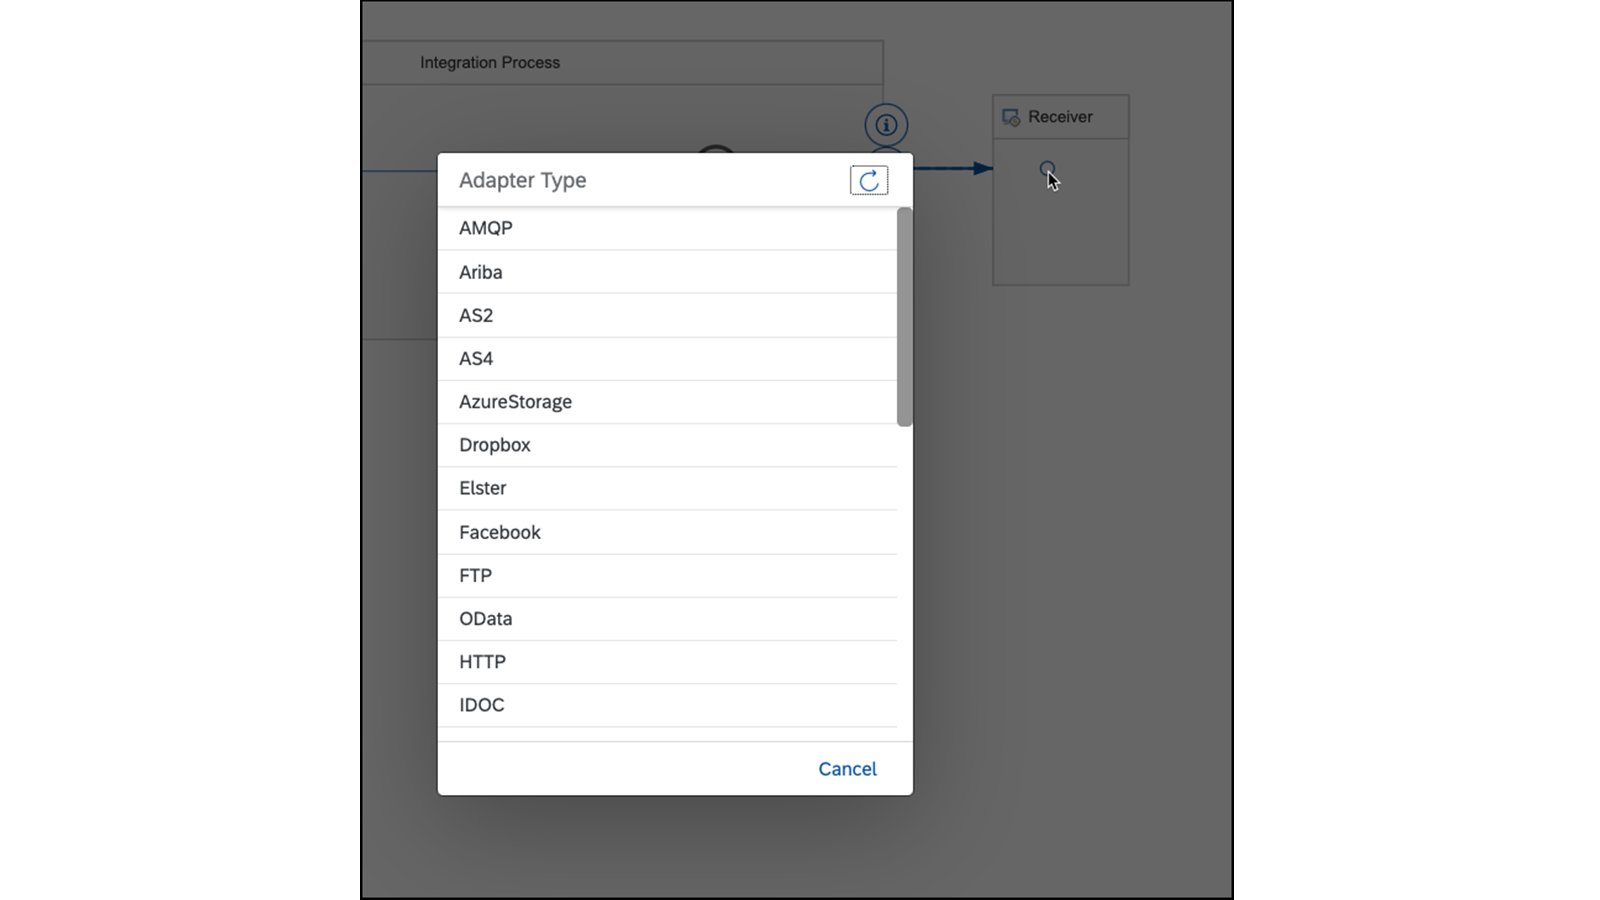 Integration Process
Receiver
Adapter Type
AMQP
Ariba
AS2
AS4
AzureStorage
Dropbox
Elster
Facebook
FTP
OData
HTTP
IDOC
Cancel